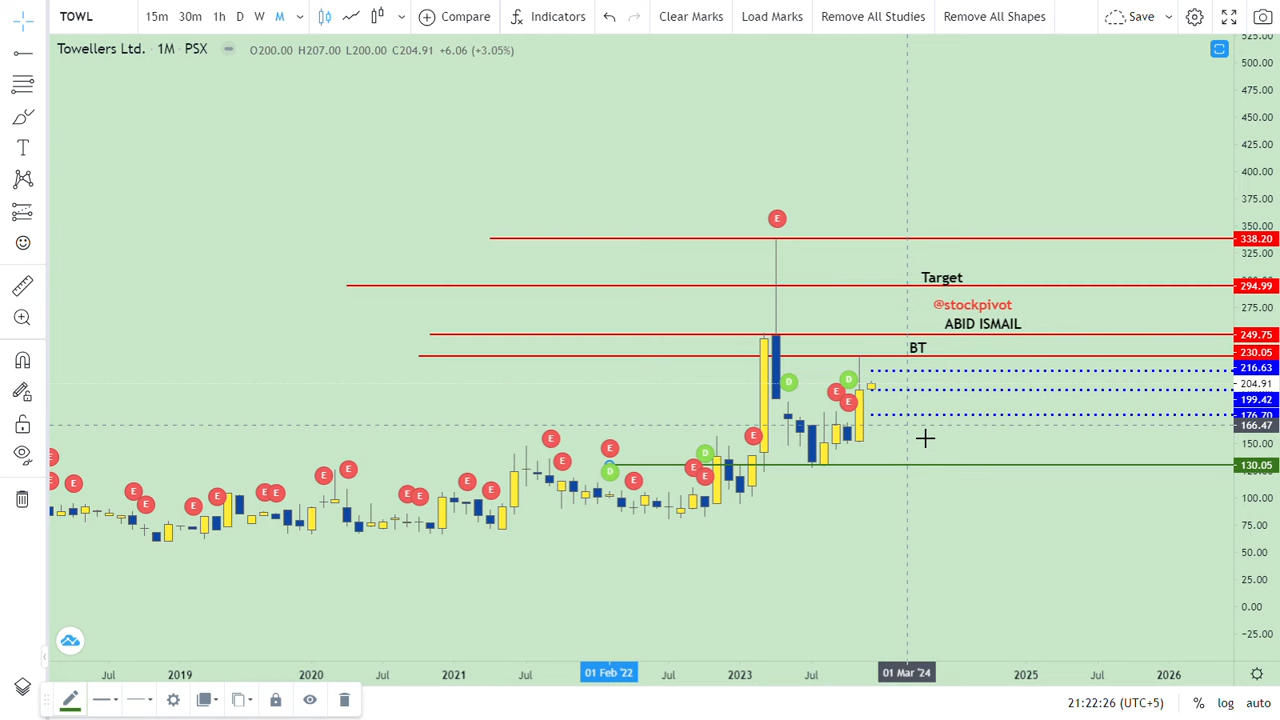 TOWL 15m 30m 1h D W M Compare Indicators Clear Marks Load Marks Remove All Studies Remove All Shapes Save
Towellers Ltd. · 1M · PSX O200.00 H207.00 L200.00 C204.91 +6.06 (+3.05%)
525.00
500.00
475.00
450.00
425.00
400.00
375.00
350.00
E
338.20
325.00
Target
294.99
275.00
@stockpivot
ABID ISMAIL
249.75
BT
230.05
216.63
D D 204.91
E 199.42
E 176.70
166.47
E E 150.00
E D
E E E D E E E 130.05
E E E E E E E E E E E E E 100.00
75.00
50.00
25.00
0.00
−25.00
Jul 2019 2020 2021 Jul 01 Feb '22 Jul 2023 Jul 01 Mar '24 2025 Jul 2026
21:22:26 (UTC+5) % log auto